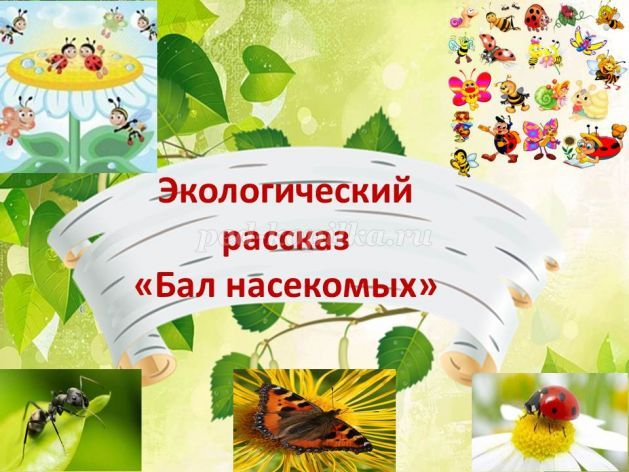 Экологический
рассказ
«Бал насекомых»